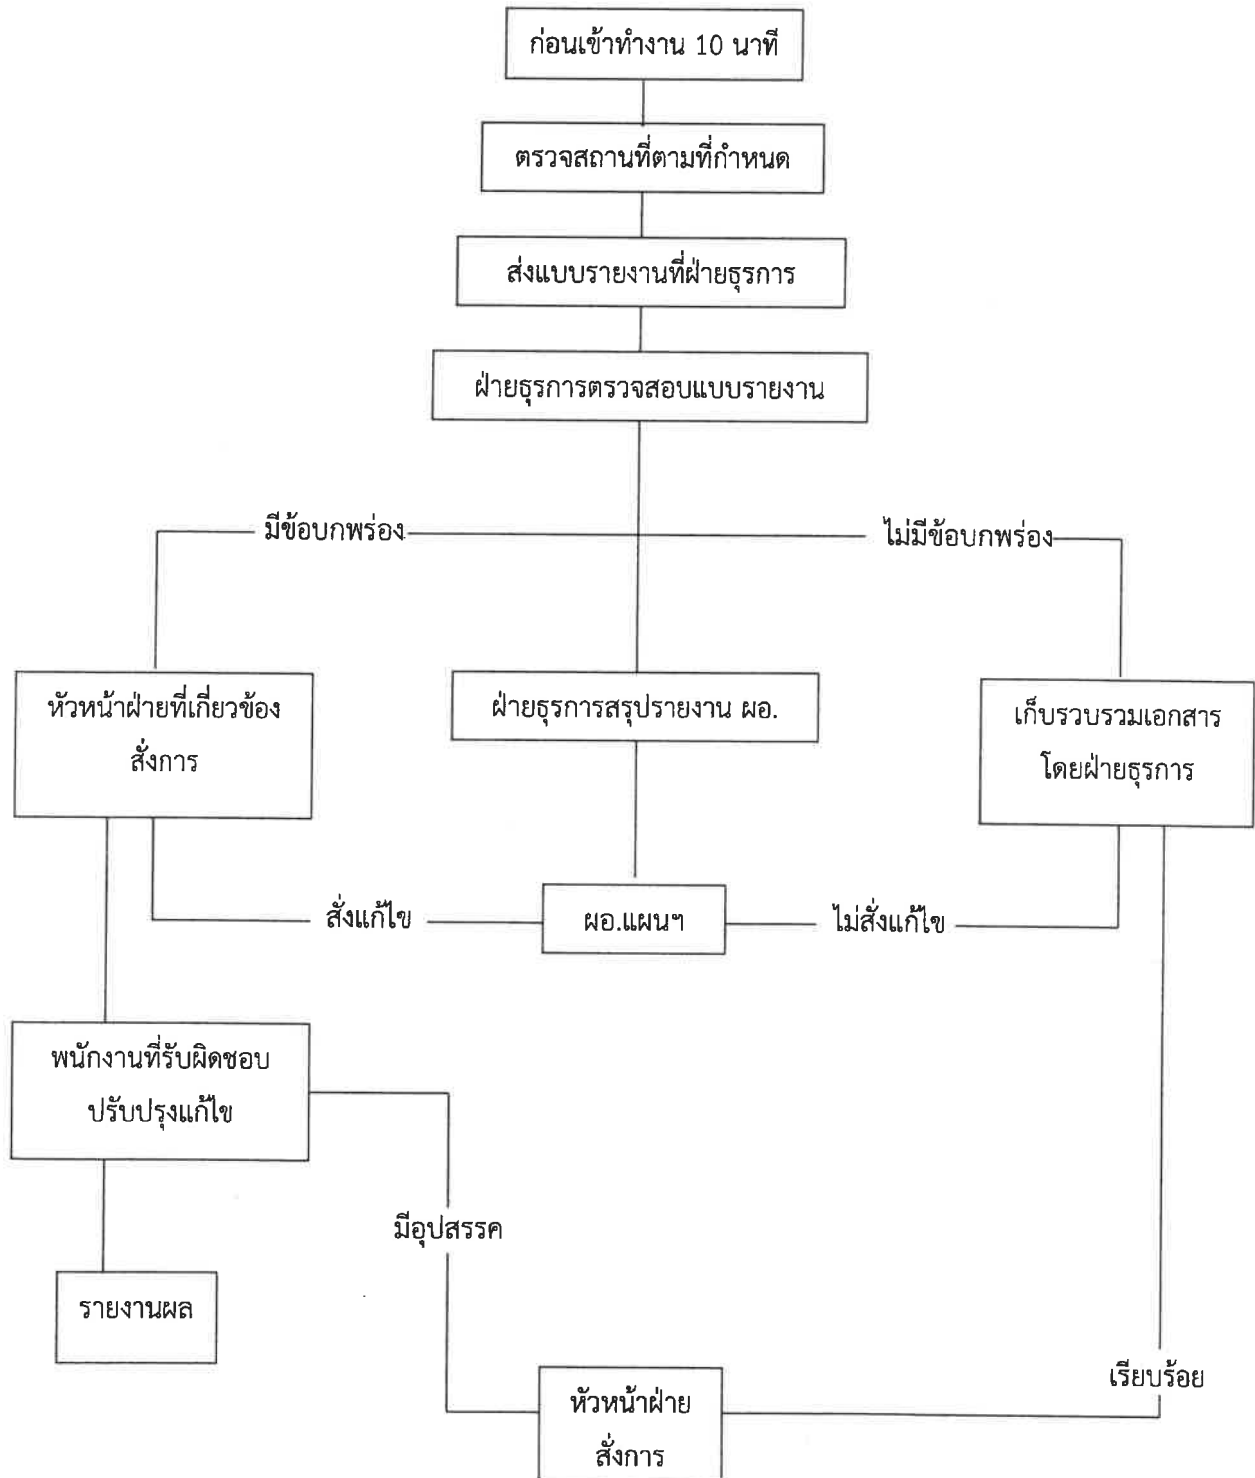 ก่อนเข้าทำงาน 10 นาที
ตรวจสถานที่ตามที่กำหนด
ส่งแบบรายงานที่ฝ่ายธุรการ
ฝ่ายธุรการตรวจสอบแบบรายงาน
มีข้อบกพร่อง
ไม่มีข้อบกพร่อง
หัวหน้าฝ่ายที่เกี่ยวข้อง
สั่งการ
ฝ่ายธุรการสรุปรายงาน ผอ.
เก็บรวบรวมเอกสาร
โดยฝ่ายธุรการ
สั่งแก้ไข
ผอ.แผนฯ
ไม่สั่งแก้ไข
พนักงานที่รับผิดชอบ
ปรับปรุงแก้ไข
มีอุปสรรค
รายงานผล
เรียบร้อย
หัวหน้าฝ่าย
สั่งการ